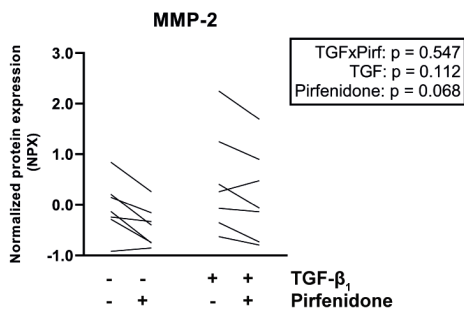 MMP-2
TGFxPirf: p = 0.547
TGF: p = 0.112
Pirfenidone: p = 0.068
Normalized protein expression
(NPX)
3.0
2.0
1.0
0.0
-1.0
- - + + TGF-β₁
- + - + Pirfenidone